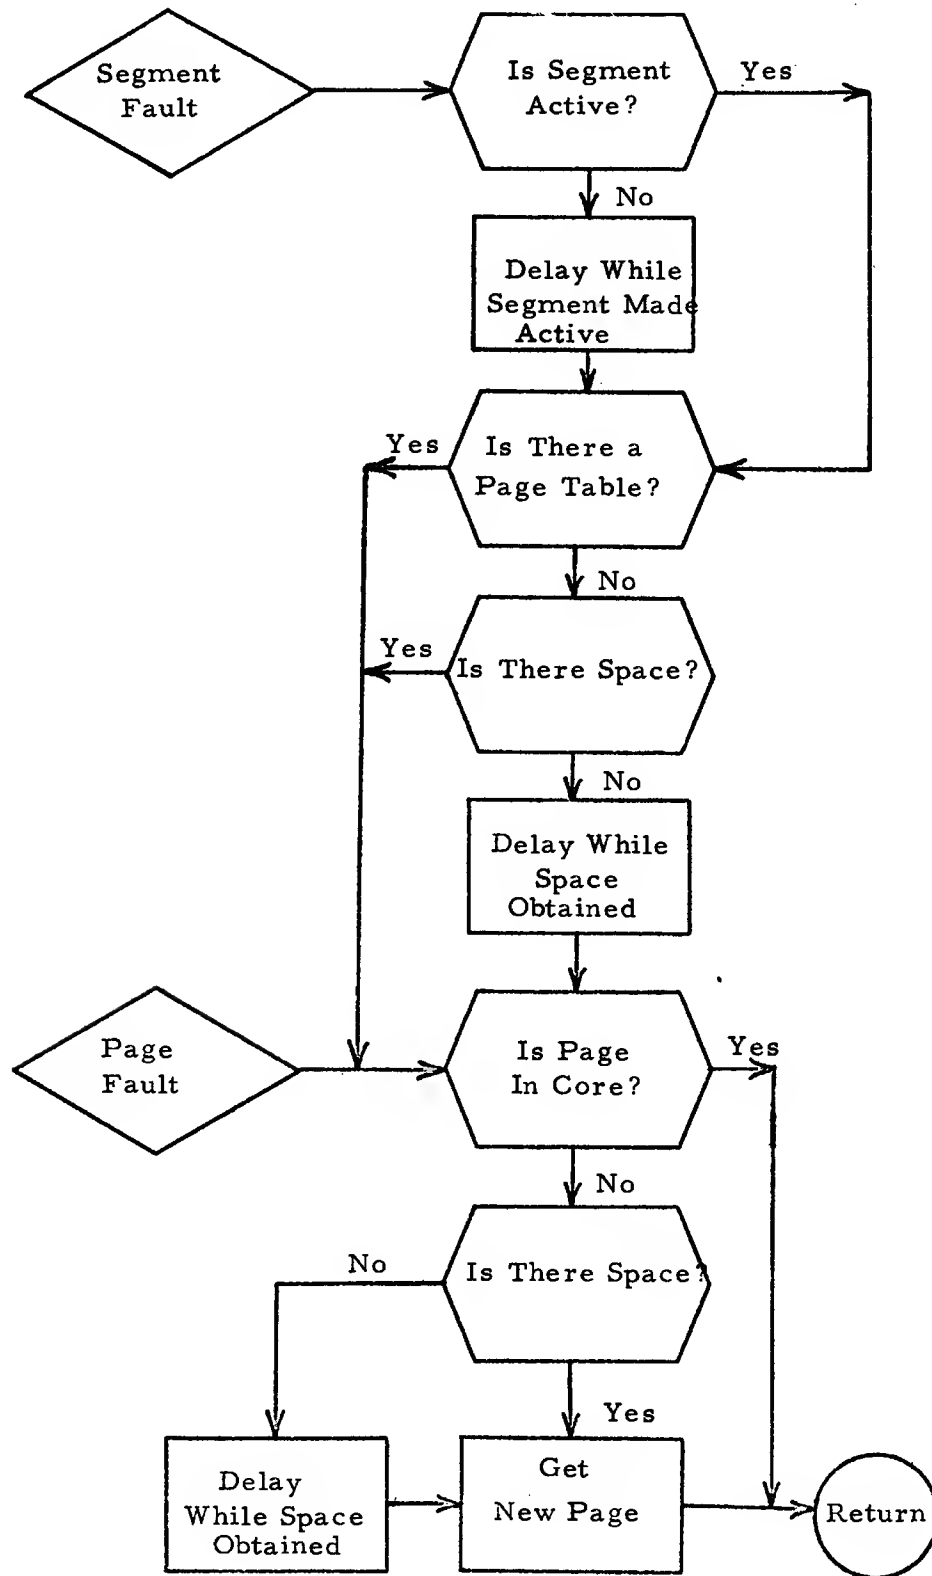 Segment
Fault
Is Segment
Active?
Yes
No
Delay While
Segment Made
Active
Yes
Is There a
Page Table?
No
Yes
Is There Space?
No
Delay While
Space
Obtained
Page
Fault
Is Page
In Core?
Yes
No
No
Is There Space?
Yes
Delay
While Space
Obtained
Get
New Page
Return